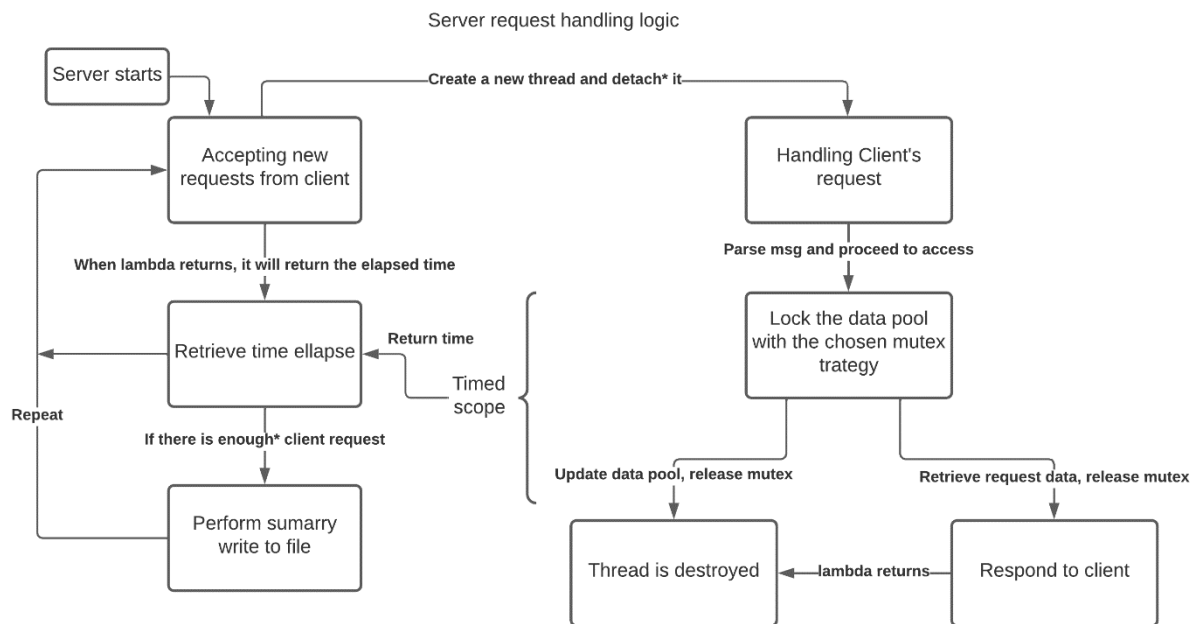 Server request handling logic
Server starts
Create a new thread and detach* it
Accepting new
requests from client
Handling Client's
request
When lambda returns, it will return the elapsed time
Parse msg and proceed to access
Retrieve time ellapse
Return time
Timed
scope
Lock the data pool
with the chosen mutex
trategy
Repeat
If there is enough* client request
Update data pool, release mutex
Retrieve request data, release mutex
Perform sumarry
write to file
Thread is destroyed
lambda returns
Respond to client